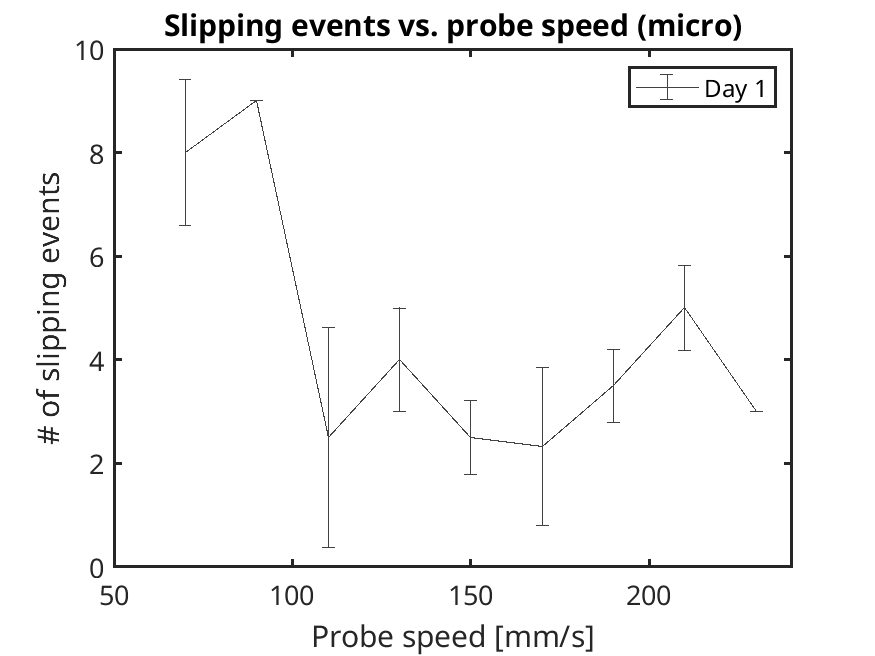 Slipping events vs. probe speed (micro)
Day 1
# of slipping events
10
8
6
4
2
0
50
100
150
200
Probe speed [mm/s]